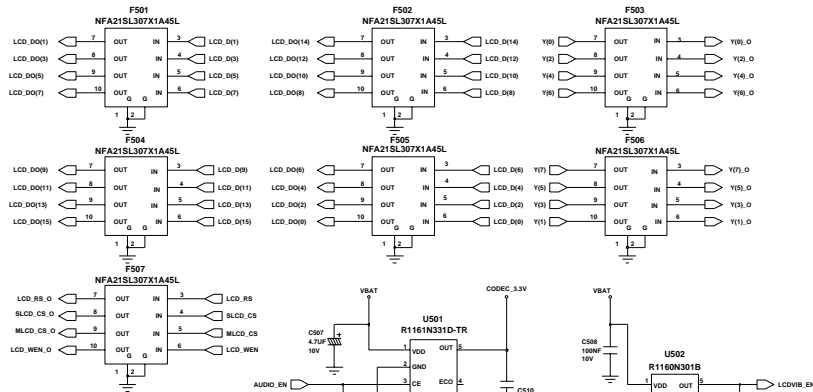 F501
NFA21SL307X1A45L
LCD_DO(1) 7 OUT IN 3 LCD_D(1)
LCD_DO(3) 8 OUT IN 4 LCD_D(3)
LCD_DO(5) 9 OUT IN 5 LCD_D(5)
LCD_DO(7) 10 OUT IN 6 LCD_D(7)
G G
1 2
F502
NFA21SL307X1A45L
LCD_DO(14) 7 OUT IN 3 LCD_D(14)
LCD_DO(12) 8 OUT IN 4 LCD_D(12)
LCD_DO(10) 9 OUT IN 5 LCD_D(10)
LCD_DO(8) 10 OUT IN 6 LCD_D(8)
G G
1 2
F503
NFA21SL307X1A45L
Y(0) 7 OUT IN 3 Y(0)_O
Y(2) 8 OUT IN 4 Y(2)_O
Y(4) 9 OUT IN 5 Y(4)_O
Y(6) 10 OUT IN 6 Y(6)_O
G G
1 2
F504
NFA21SL307X1A45L
LCD_DO(9) 7 OUT IN 3 LCD_D(9)
LCD_DO(11) 8 OUT IN 4 LCD_D(11)
LCD_DO(13) 9 OUT IN 5 LCD_D(13)
LCD_DO(15) 10 OUT IN 6 LCD_D(15)
G G
1 2
F505
NFA21SL307X1A45L
LCD_DO(6) 7 OUT IN 3 LCD_D(6)
LCD_DO(4) 8 OUT IN 4 LCD_D(4)
LCD_DO(2) 9 OUT IN 5 LCD_D(2)
LCD_DO(0) 10 OUT IN 6 LCD_D(0)
G G
1 2
F506
NFA21SL307X1A45L
Y(7) 7 OUT IN 3 Y(7)_O
Y(5) 8 OUT IN 4 Y(5)_O
Y(3) 9 OUT IN 5 Y(3)_O
Y(1) 10 OUT IN 6 Y(1)_O
G G
1 2
F507
NFA21SL307X1A45L
LCD_RS_O 7 OUT IN 3 LCD_RS
SLCD_CS_O 8 OUT IN 4 SLCD_CS
MLCD_CS_O 9 OUT IN 5 MLCD_CS
LCD_WEN_O 10 OUT IN 6 LCD_WEN
G G
1 2
VBAT
CODEC_3.3V
U501
R1161N331D-TR
C507
4.7UF
10V
1 VDD OUT 5
2 GND
AUDIO_EN 3 CE ECO 4
C510
VBAT
C508
100NF
10V
U502
R1160N301B
1 VDD OUT 5
LCDVIB_EN